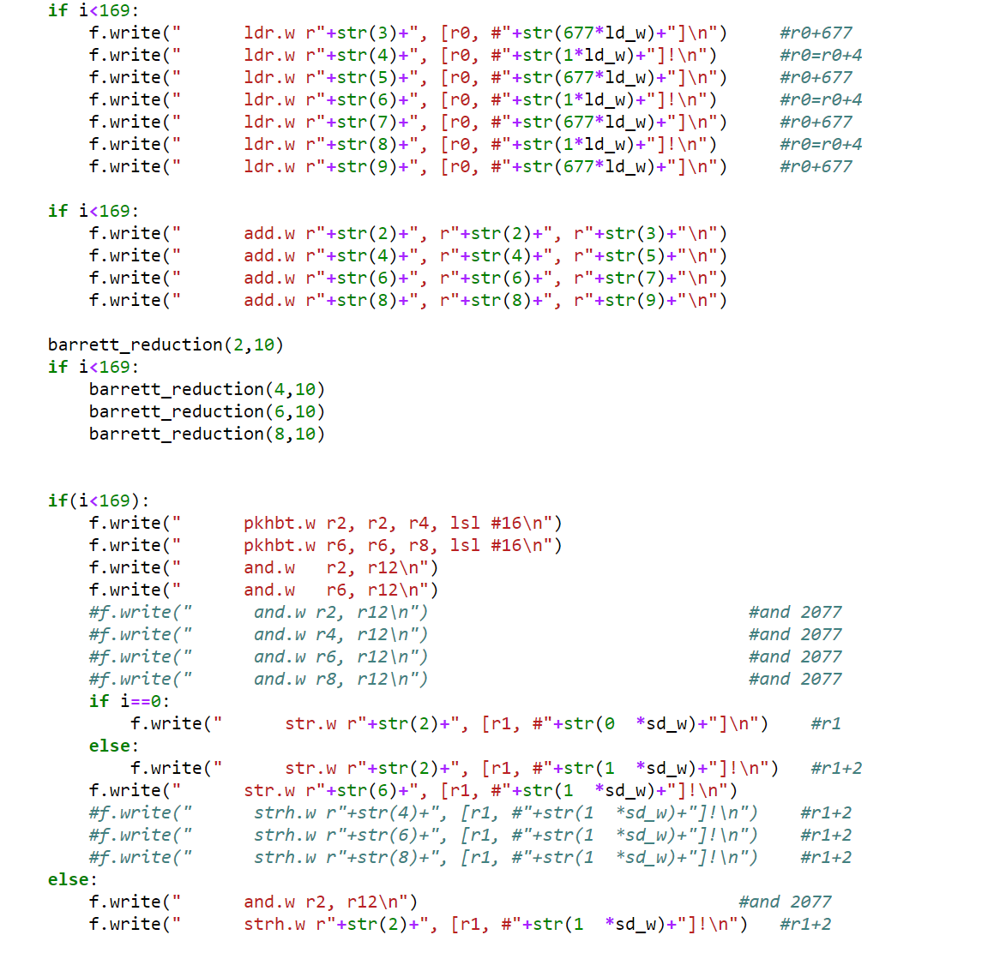 if i<169:
    f.write("      ldr.w r"+str(3)+", [r0, #"+str(677*ld_w)+"]\n")     #r0+677
    f.write("      ldr.w r"+str(4)+", [r0, #"+str(1*ld_w)+"]!\n")      #r0=r0+4
    f.write("      ldr.w r"+str(5)+", [r0, #"+str(677*ld_w)+"]\n")     #r0+677
    f.write("      ldr.w r"+str(6)+", [r0, #"+str(1*ld_w)+"]!\n")      #r0=r0+4
    f.write("      ldr.w r"+str(7)+", [r0, #"+str(677*ld_w)+"]\n")     #r0+677
    f.write("      ldr.w r"+str(8)+", [r0, #"+str(1*ld_w)+"]!\n")      #r0=r0+4
    f.write("      ldr.w r"+str(9)+", [r0, #"+str(677*ld_w)+"]\n")     #r0+677

if i<169:
    f.write("      add.w r"+str(2)+", r"+str(2)+", r"+str(3)+"\n")
    f.write("      add.w r"+str(4)+", r"+str(4)+", r"+str(5)+"\n")
    f.write("      add.w r"+str(6)+", r"+str(6)+", r"+str(7)+"\n")
    f.write("      add.w r"+str(8)+", r"+str(8)+", r"+str(9)+"\n")

barrett_reduction(2,10)
if i<169:
    barrett_reduction(4,10)
    barrett_reduction(6,10)
    barrett_reduction(8,10)


if(i<169):
    f.write("      pkhbt.w r2, r2, r4, lsl #16\n")
    f.write("      pkhbt.w r6, r6, r8, lsl #16\n")
    f.write("      and.w   r2, r12\n")
    f.write("      and.w   r6, r12\n")
    #f.write("      and.w r2, r12\n")                               #and 2077
    #f.write("      and.w r4, r12\n")                               #and 2077
    #f.write("      and.w r6, r12\n")                               #and 2077
    #f.write("      and.w r8, r12\n")                               #and 2077
    if i==0:
        f.write("      str.w r"+str(2)+", [r1, #"+str(0  *sd_w)+"]\n")    #r1
    else:
        f.write("      str.w r"+str(2)+", [r1, #"+str(1  *sd_w)+"]!\n")   #r1+2
    f.write("      str.w r"+str(6)+", [r1, #"+str(1  *sd_w)+"]!\n")
    #f.write("      strh.w r"+str(4)+", [r1, #"+str(1  *sd_w)+"]!\n")    #r1+2
    #f.write("      strh.w r"+str(6)+", [r1, #"+str(1  *sd_w)+"]!\n")    #r1+2
    #f.write("      strh.w r"+str(8)+", [r1, #"+str(1  *sd_w)+"]!\n")    #r1+2
else:
    f.write("      and.w r2, r12\n")                               #and 2077
    f.write("      strh.w r"+str(2)+", [r1, #"+str(1  *sd_w)+"]!\n")   #r1+2